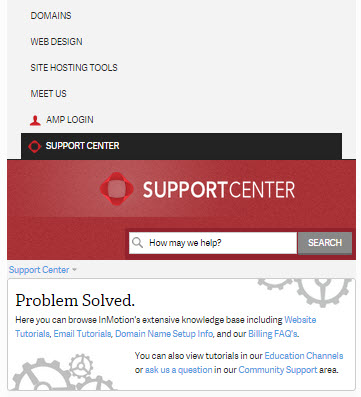 DOMAINS
WEB DESIGN
SITE HOSTING TOOLS
MEET US
AMP LOGIN
SUPPORT CENTER
SUPPORTCENTER
How may we help?
SEARCH
Support Center
Problem Solved.
Here you can browse InMotion's extensive knowledge base including Website
Tutorials, Email Tutorials, Domain Name Setup Info, and our Billing FAQ's.
You can also view tutorials in our Education Channels
or ask us a question in our Community Support area.